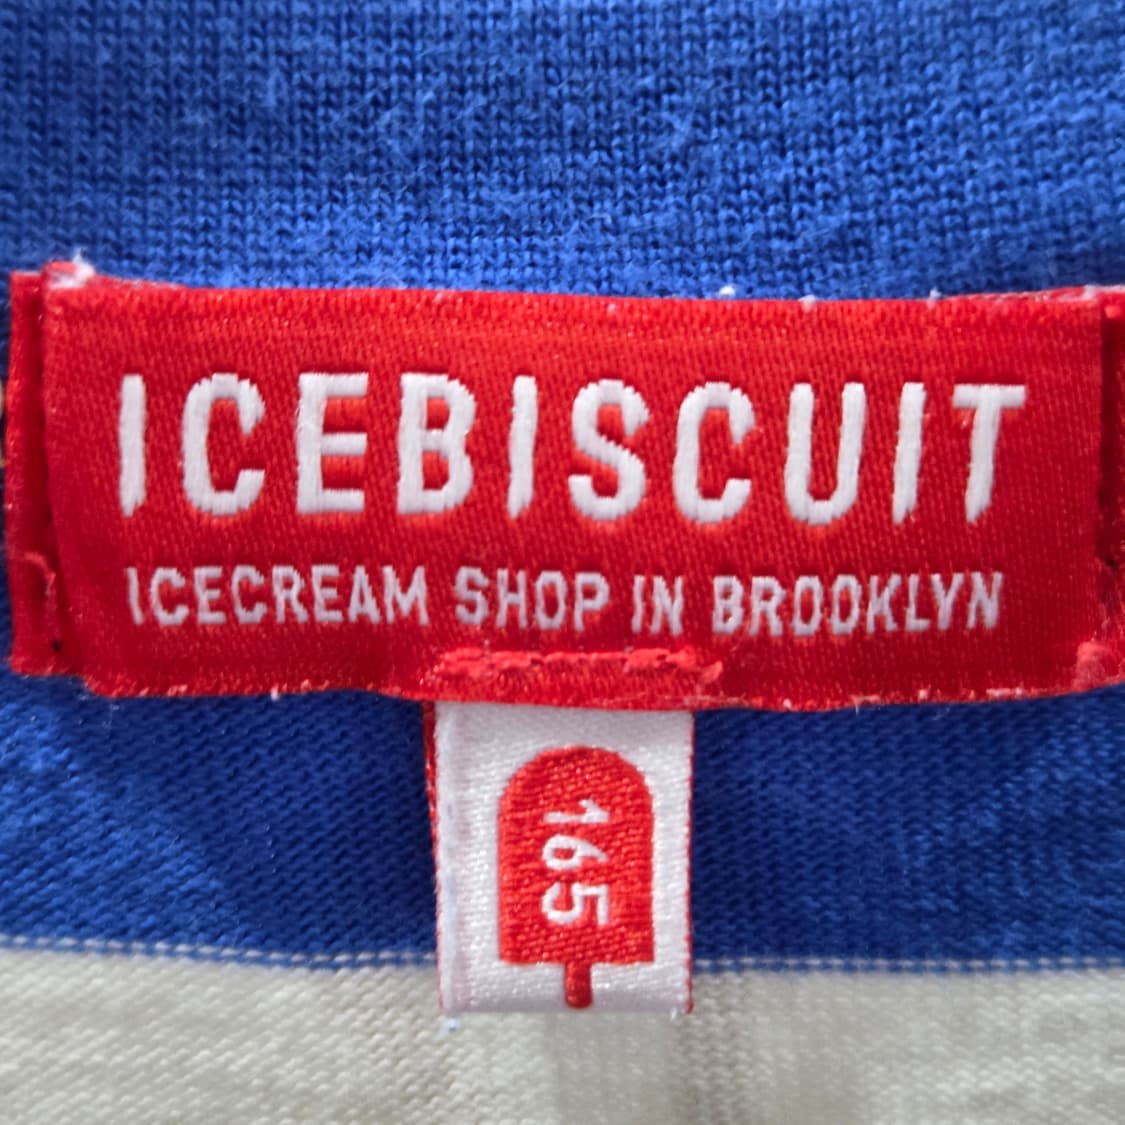 ICEBISCUIT
ICECREAM SHOP IN BROOKLYN
165